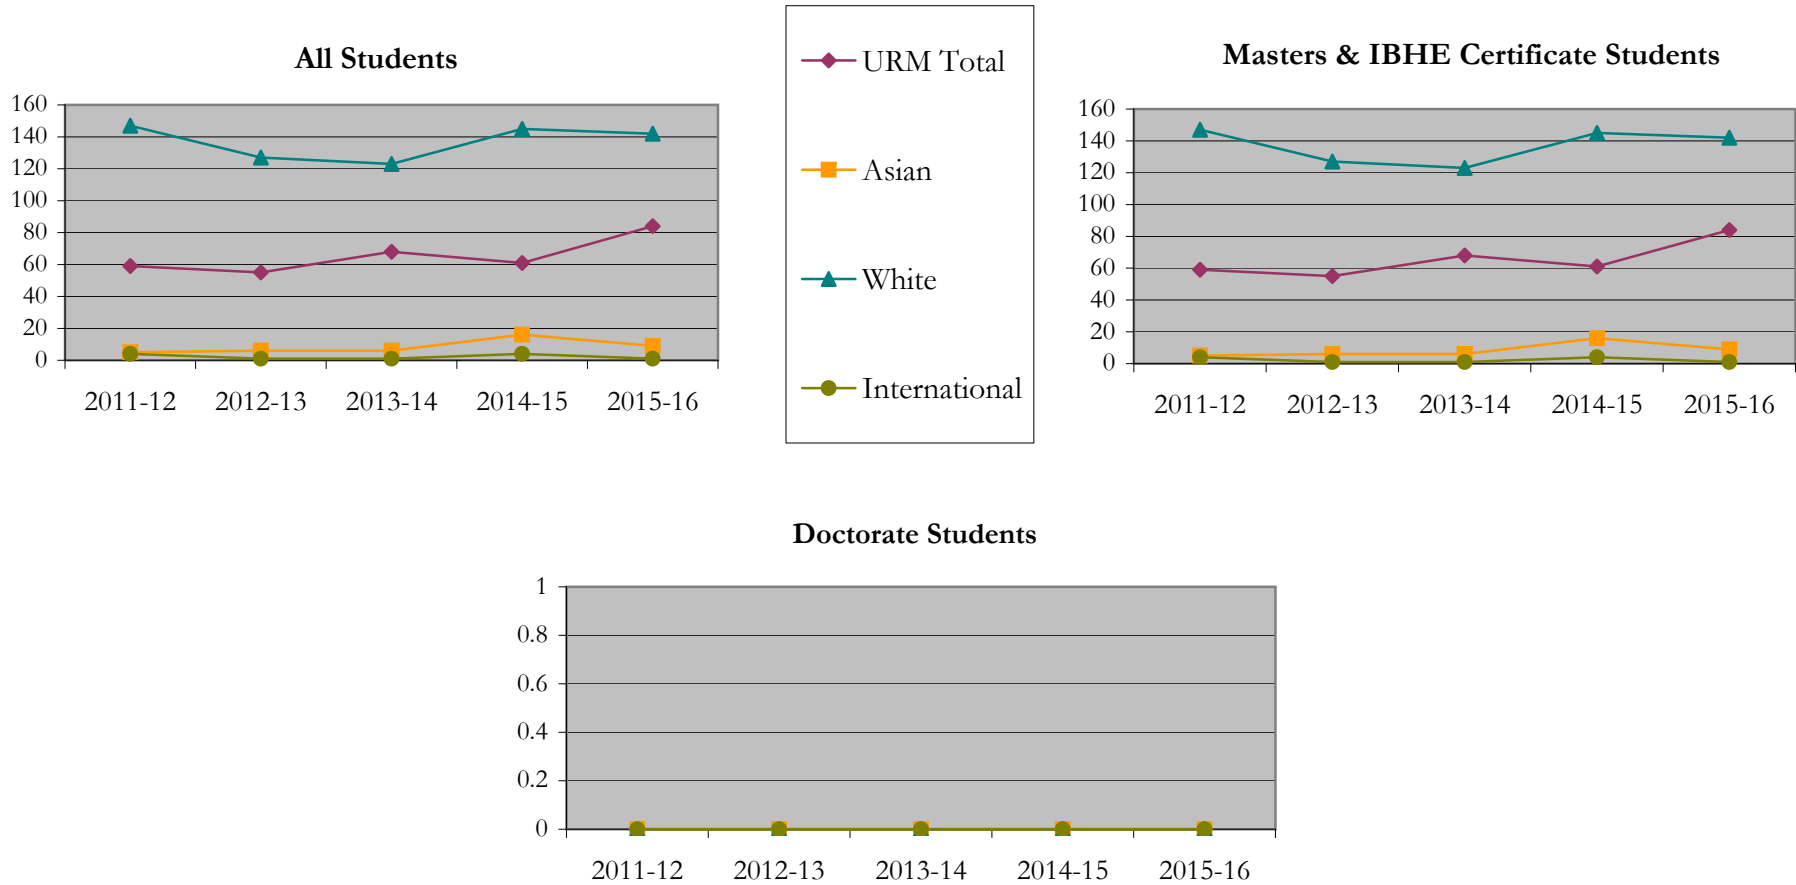 All Students
160
140
120
100
80
60
40
20
0
2011-12 2012-13 2013-14 2014-15 2015-16
URM Total
Asian
White
International
Masters & IBHE Certificate Students
160
140
120
100
80
60
40
20
0
2011-12 2012-13 2013-14 2014-15 2015-16
Doctorate Students
1
0.8
0.6
0.4
0.2
0
2011-12 2012-13 2013-14 2014-15 2015-16